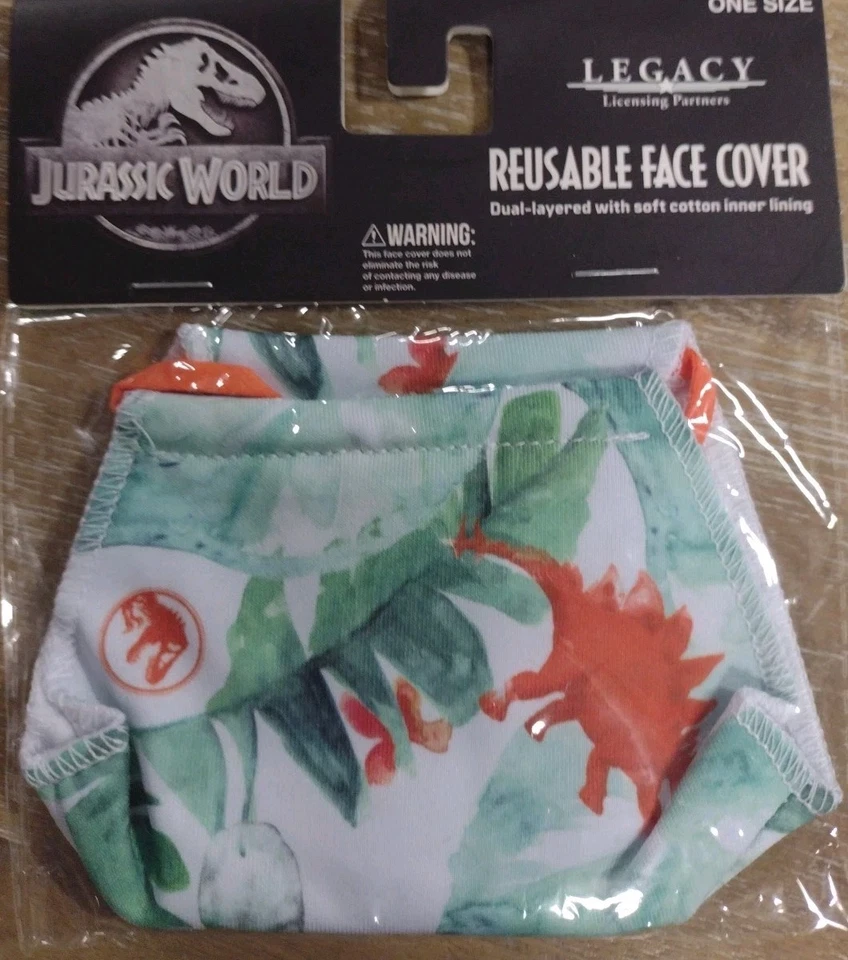 ONE SIZE
LEGACY
Licensing Partners
JURASSIC WORLD
REUSABLE FACE COVER
Dual-layered with soft cotton inner lining
WARNING:
This face cover does not
eliminate the risk
of contacting any disease
or infection.